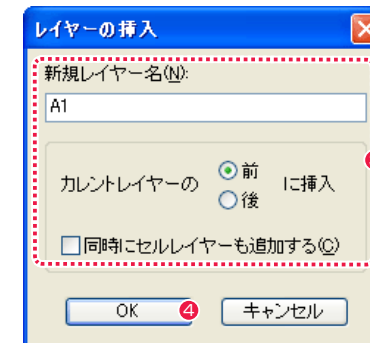 レイヤーの挿入
新規レイヤー名(N):
A1
カレントレイヤーの
前
後
に挿入
同時にセルレイヤーも追加する(C)
OK
4
キャンセル